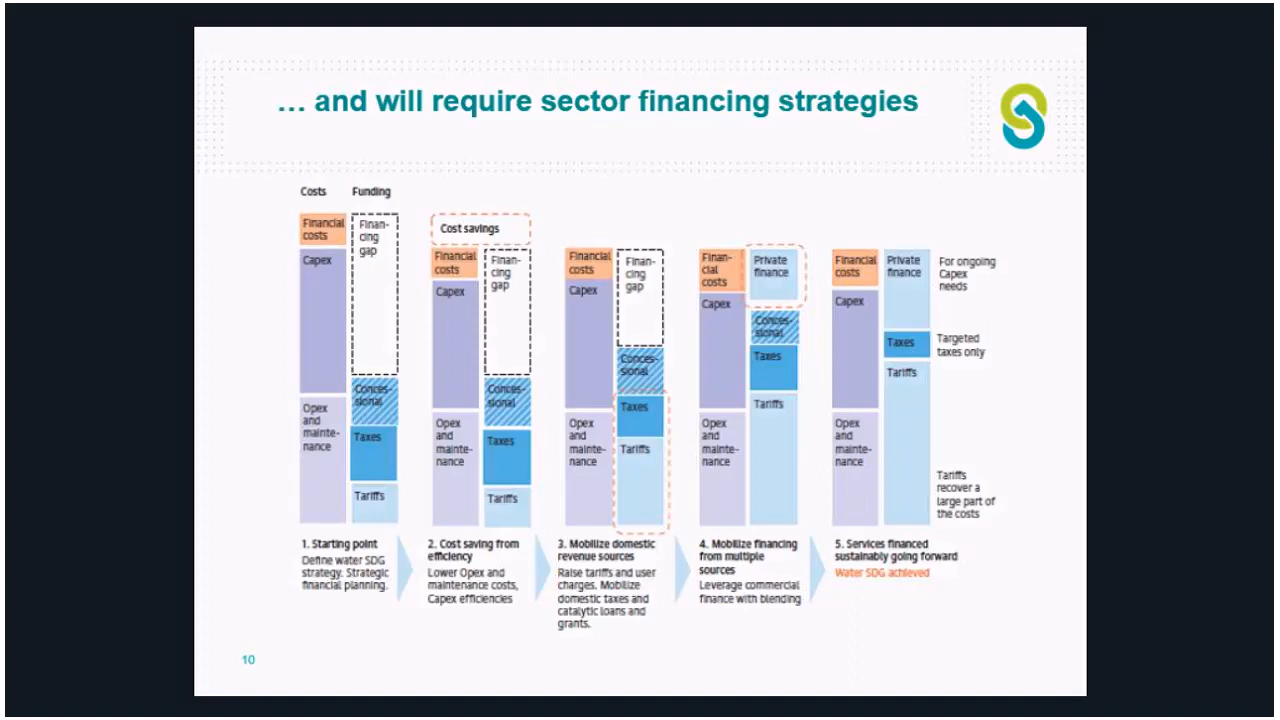 … and will require sector financing strategies
Costs
Funding
Financial
costs
Capex
Opex
and
mainte-
nance
Finan-
cing
gap
Conces-
sional
Taxes
Tariffs
Cost savings
Financial
costs
Capex
Opex
and
mainte-
nance
Finan-
cing
gap
Conces-
sional
Taxes
Tariffs
Financial
costs
Capex
Opex
and
mainte-
nance
Finan-
cing
gap
Conces-
sional
Taxes
Tariffs
Finan-
cial
costs
Capex
Opex
and
mainte-
nance
Private
finance
Conces-
sional
Taxes
Tariffs
Financial
costs
Capex
Opex
and
mainte-
nance
Private
finance
Taxes
Tariffs
For ongoing
Capex
needs
Targeted
taxes only
Tariffs
recover a
large part of
the costs
1. Starting point
Define water SDG
strategy. Strategic
financial planning.
2. Cost saving from
efficiency
Lower Opex and
maintenance costs,
Capex efficiencies
3. Mobilize domestic
revenue sources
Raise tariffs and user
charges. Mobilize
domestic taxes and
catalytic loans and
grants.
4. Mobilize financing
from multiple
sources
Leverage commercial
finance with blending
5. Services financed
sustainably going forward
Water SDG achieved
10